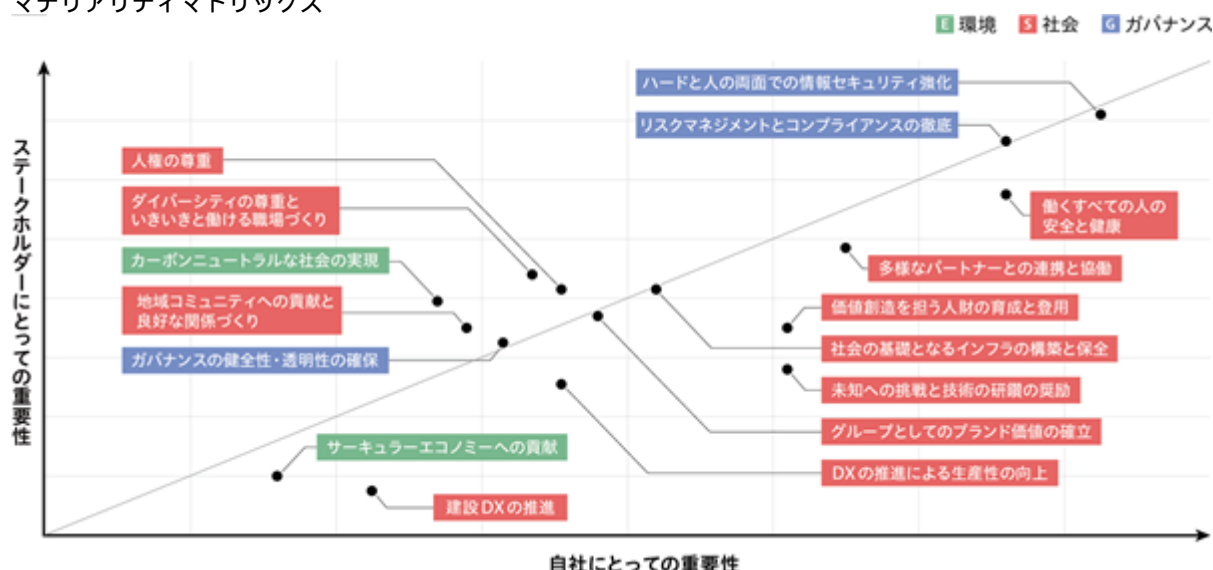 マテリアリティマトリックス
E 環境 S 社会 G ガバナンス
ステークホルダーにとっての重要性
ハードと人の両面での情報セキュリティ強化
リスクマネジメントとコンプライアンスの徹底
人権の尊重
ダイバーシティの尊重と
いきいきと働ける職場づくり
働くすべての人の
安全と健康
カーボンニュートラルな社会の実現
多様なパートナーとの連携と協働
地域コミュニティへの貢献と
良好な関係づくり
価値創造を担う人財の育成と登用
社会の基礎となるインフラの構築と保全
ガバナンスの健全性・透明性の確保
未知への挑戦と技術の研鑽の奨励
グループとしてのブランド価値の確立
サーキュラーエコノミーへの貢献
DXの推進による生産性の向上
建設DXの推進
自社にとっての重要性